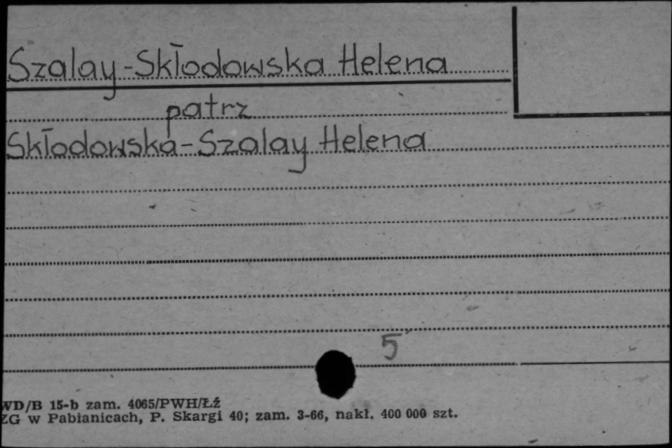 Szalay-Skłodowska Helena
patrz
Skłodowska-Szalay Helena
5
WD/B 15-b zam. 4065/PWH/Łź
ZG w Pabianicach, P. Skargi 40; zam. 3-66, nakł. 400 000 szt.